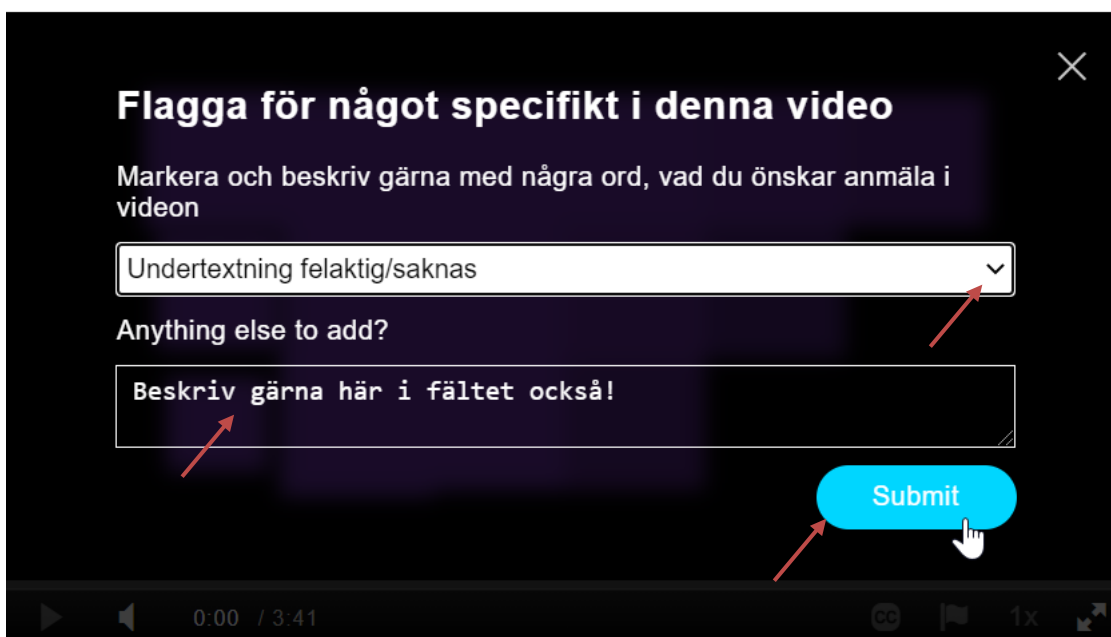 Flagga för något specifikt i denna video
Markera och beskriv gärna med några ord, vad du önskar anmäla i
videon
Undertextning felaktig/saknas
Anything else to add?
Beskriv gärna här i fältet också!
Submit
0:00 / 3:41
CC
1x